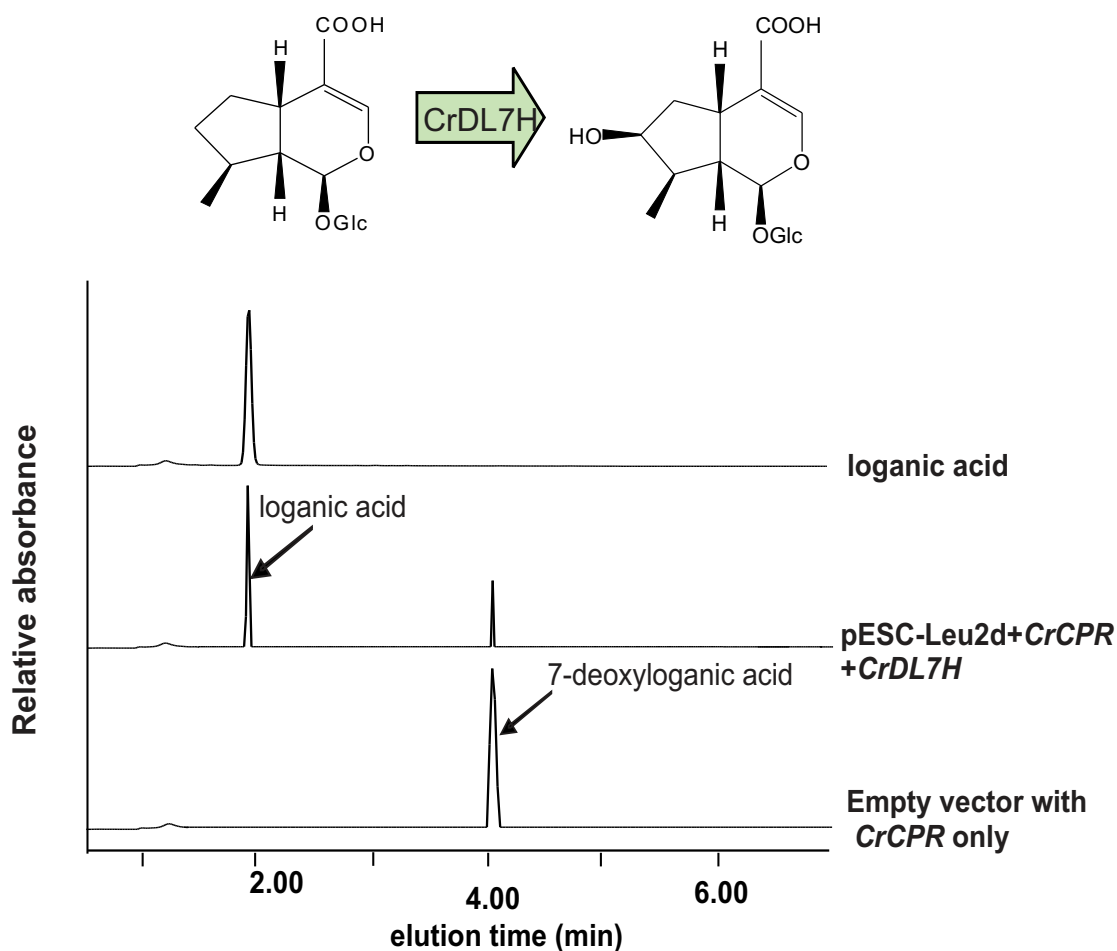 COOH
H
O
H
OGlc
CrDL7H
COOH
H
HO
O
H
OGlc
Relative absorbance
loganic acid
loganic acid
pESC-Leu2d+CrCPR
+CrDL7H
7-deoxyloganic acid
Empty vector with
CrCPR only
2.00
4.00
6.00
elution time (min)